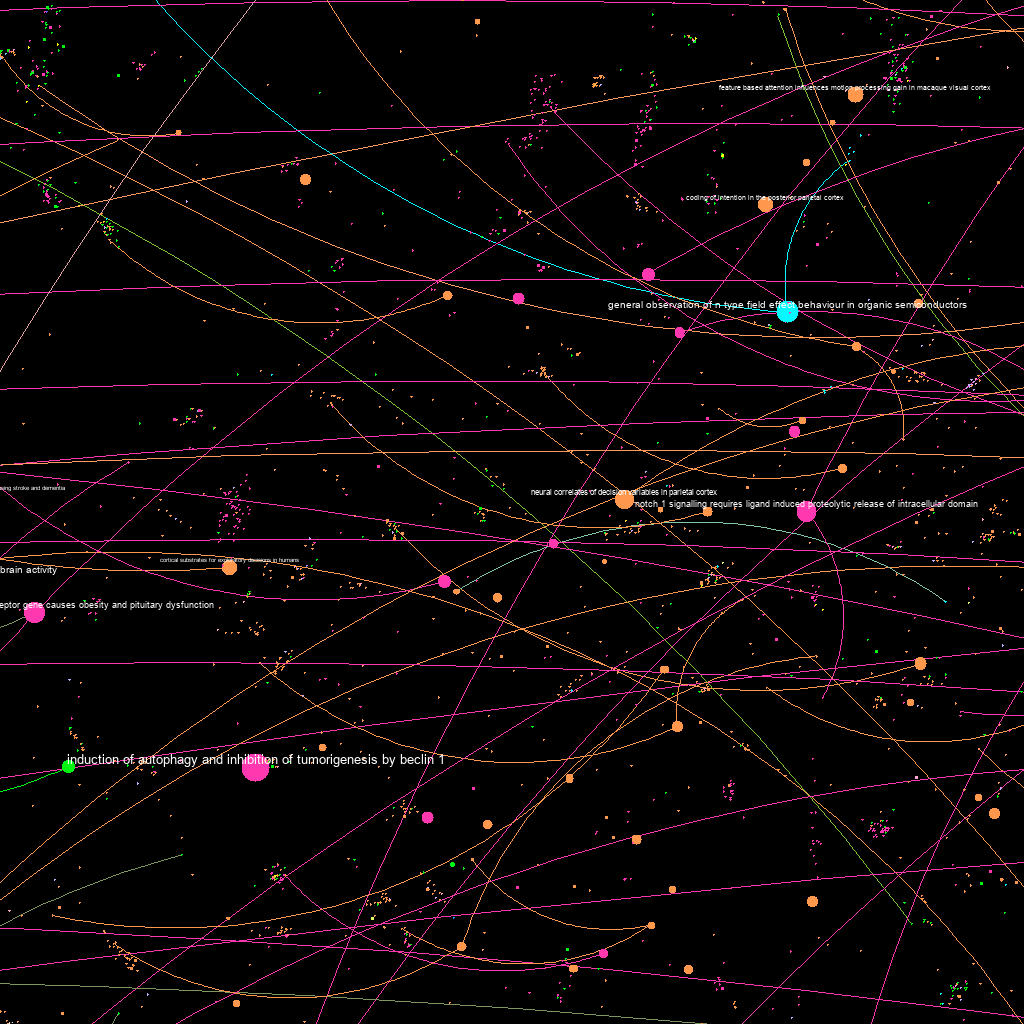 feature based attention influences motion processing gain in macaque visual cortex
coding of intention in the posterior parietal cortex
general observation of n type field effect behaviour in organic semiconductors
ing stroke and dementia
neural correlates of decision variables in parietal cortex
notch 1 signalling requires ligand induced proteolytic release of intracellular domain
cortical substrates for exploratory decisions in humans
brain activity
eptor gene causes obesity and pituitary dysfunction
induction of autophagy and inhibition of tumorigenesis by beclin 1